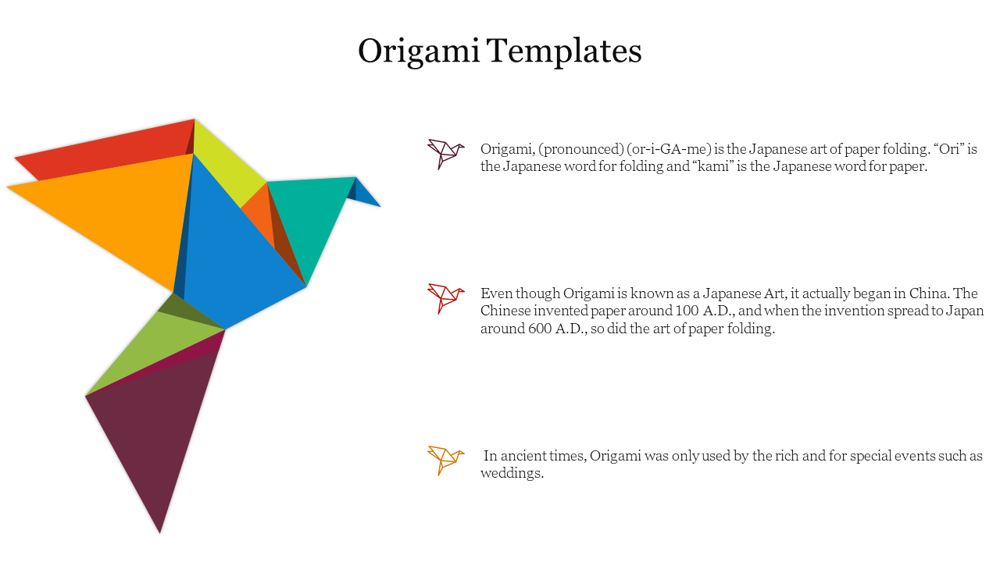 Origami Templates
Origami, (pronounced) (or-i-GA-me) is the Japanese art of paper folding. “Ori” is
the Japanese word for folding and “kami” is the Japanese word for paper.
Even though Origami is known as a Japanese Art, it actually began in China. The
Chinese invented paper around 100 A.D., and when the invention spread to Japan
around 600 A.D., so did the art of paper folding.
In ancient times, Origami was only used by the rich and for special events such as
weddings.